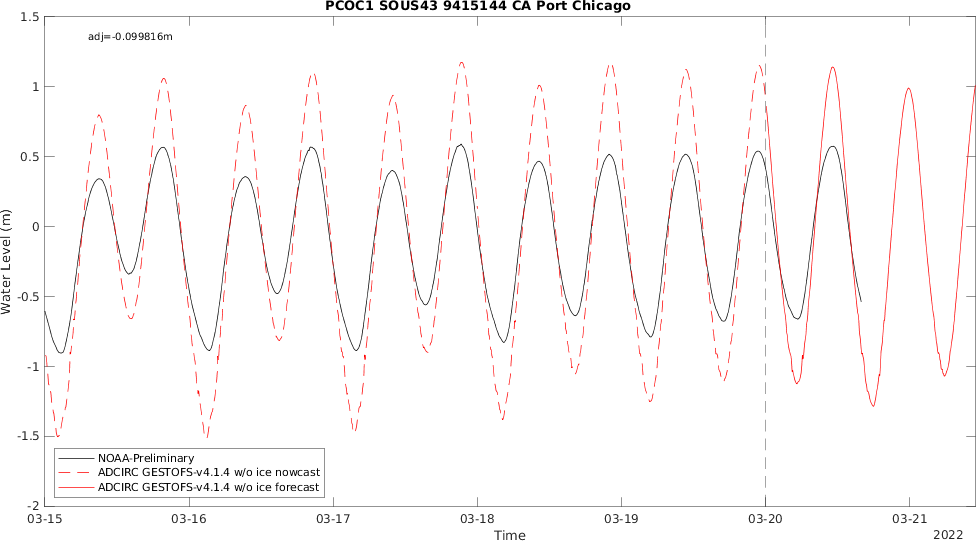 PCOC1 SOUS43 9415144 CA Port Chicago
adj=-0.099816m
1.5
1
0.5
0
-0.5
-1
-1.5
-2
Water Level (m)
NOAA-Preliminary
ADCIRC GESTOFS-v4.1.4 w/o ice nowcast
ADCIRC GESTOFS-v4.1.4 w/o ice forecast
03-15 03-16 03-17 03-18 03-19 03-20 03-21
Time
2022